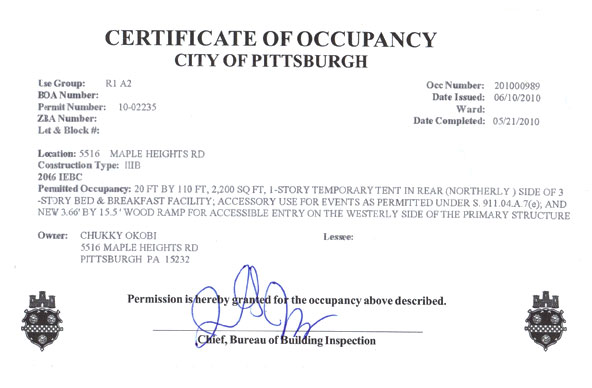 CERTIFICATE OF OCCUPANCY
CITY OF PITTSBURGH
Use Group: R1 A2
BOA Number:
Permit Number: 10-02235
ZBA Number:
Lot & Block #:
Occ Number: 201000989
Date Issued: 06/10/2010
Ward:
Date Completed: 05/21/2010
Location: 5516 MAPLE HEIGHTS RD
Construction Type: IIIB
2006 IEBC
Permitted Occupancy: 20 FT BY 110 FT, 2,200 SQ FT, 1-STORY TEMPORARY TENT IN REAR (NORTHERLY ) SIDE OF 3
-STORY BED & BREAKFAST FACILITY; ACCESSORY USE FOR EVENTS AS PERMITTED UNDER S. 911.04.A.7(e); AND
NEW 3.66' BY 15.5' WOOD RAMP FOR ACCESSIBLE ENTRY ON THE WESTERLY SIDE OF THE PRIMARY STRUCTURE
Owner: CHUKKY OKOBI Lessee:
5516 MAPLE HEIGHTS RD
PITTSBURGH PA 15232
Permission is hereby granted for the occupancy above described.
Chief, Bureau of Building Inspection